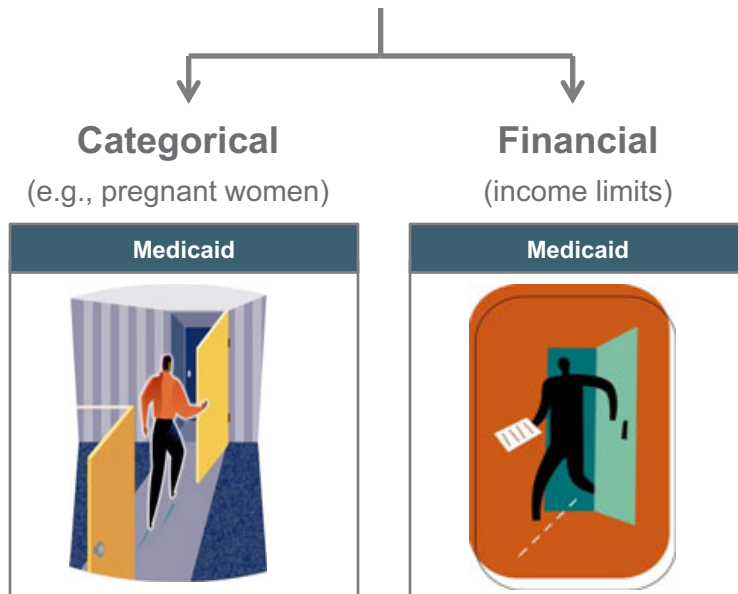 Categorical
(e.g., pregnant women)
Medicaid
Financial
(income limits)
Medicaid